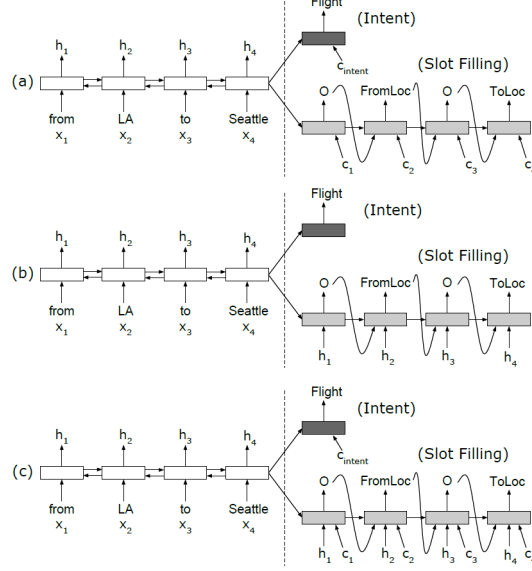 Flight
(Intent)
h1 h2 h3 h4
cintent
(a)
(Slot Filling)
O FromLoc O ToLoc
from LA to Seattle
x1 x2 x3 x4
c1 c2 c3 c
Flight
(Intent)
h1 h2 h3 h4
(b)
(Slot Filling)
O FromLoc O ToLoc
from LA to Seattle
x1 x2 x3 x4
h1 h2 h3 h4
Flight
(Intent)
h1 h2 h3 h4
cintent
(c)
(Slot Filling)
O FromLoc O ToLoc
from LA to Seattle
x1 x2 x3 x4
h1 c1 h2 c2 h3 c3 h4 c